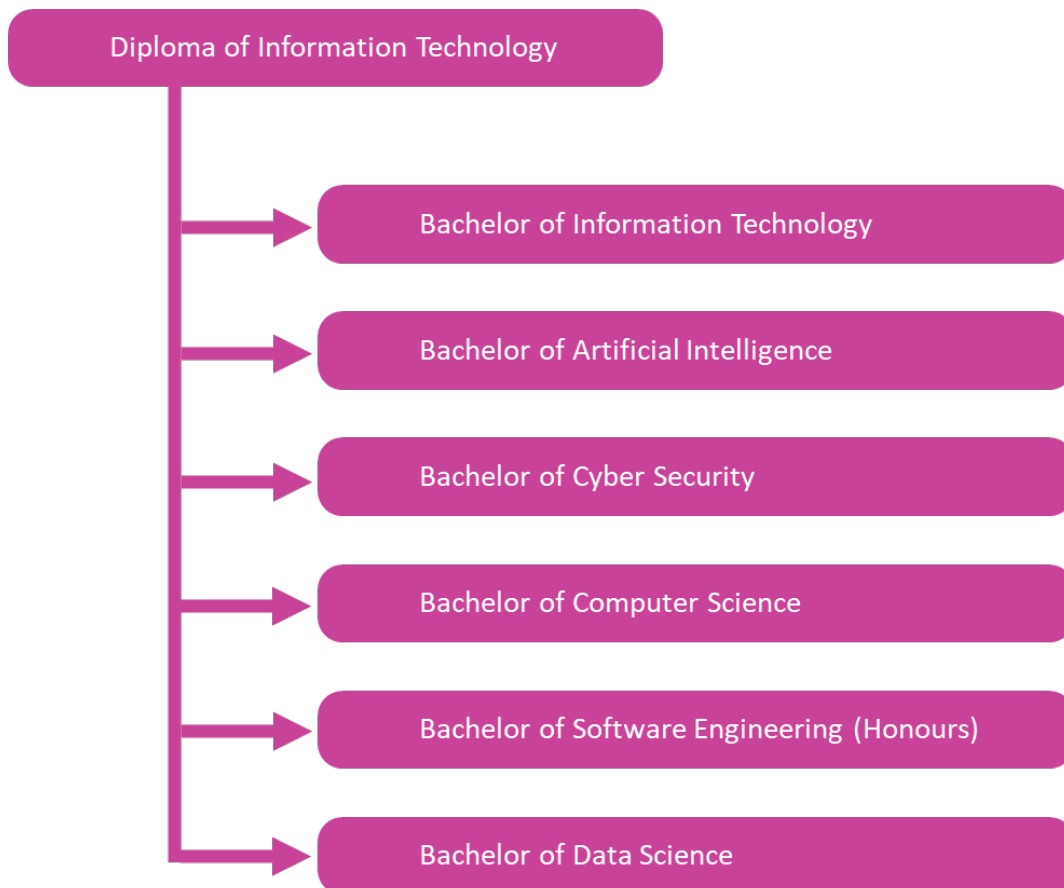 Diploma of Information Technology
Bachelor of Information Technology
Bachelor of Artificial Intelligence
Bachelor of Cyber Security
Bachelor of Computer Science
Bachelor of Software Engineering (Honours)
Bachelor of Data Science